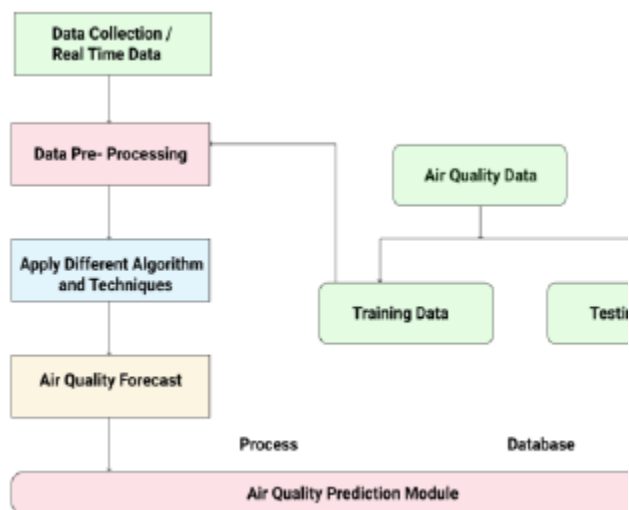 Data Collection /
Real Time Data
Data Pre- Processing
Air Quality Data
Apply Different Algorithm
and Techniques
Training Data
Air Quality Forecast
Process
Database
Air Quality Prediction Module